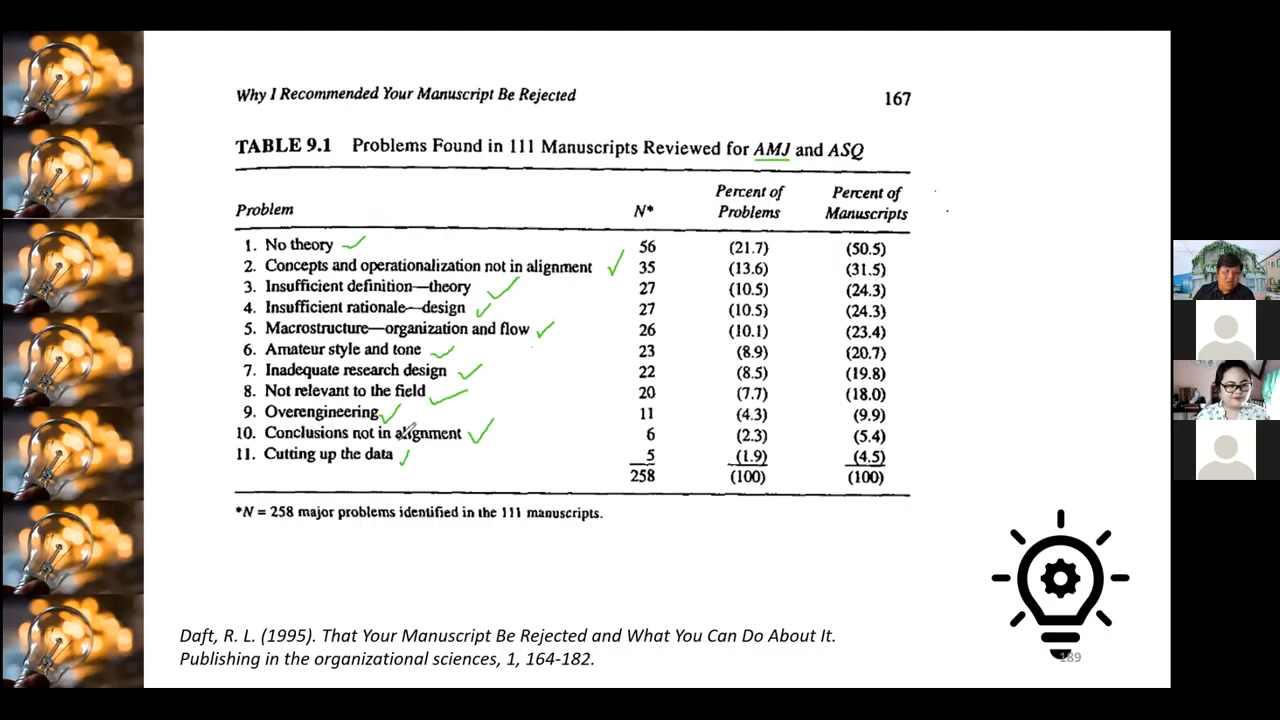 Why I Recommended Your Manuscript Be Rejected 167
TABLE 9.1 Problems Found in 111 Manuscripts Reviewed for AMJ and ASQ
Problem N* Percent of Problems Percent of Manuscripts
1. No theory 56 (21.7) (50.5)
2. Concepts and operationalization not in alignment 35 (13.6) (31.5)
3. Insufficient definition—theory 27 (10.5) (24.3)
4. Insufficient rationale—design 27 (10.5) (24.3)
5. Macrostructure—organization and flow 26 (10.1) (23.4)
6. Amateur style and tone 23 (8.9) (20.7)
7. Inadequate research design 22 (8.5) (19.8)
8. Not relevant to the field 20 (7.7) (18.0)
9. Overengineering 11 (4.3) (9.9)
10. Conclusions not in alignment 6 (2.3) (5.4)
11. Cutting up the data 5 (1.9) (4.5)
258 (100) (100)
*N = 258 major problems identified in the 111 manuscripts.
Daft, R. L. (1995). That Your Manuscript Be Rejected and What You Can Do About It.
Publishing in the organizational sciences, 1, 164-182.
189